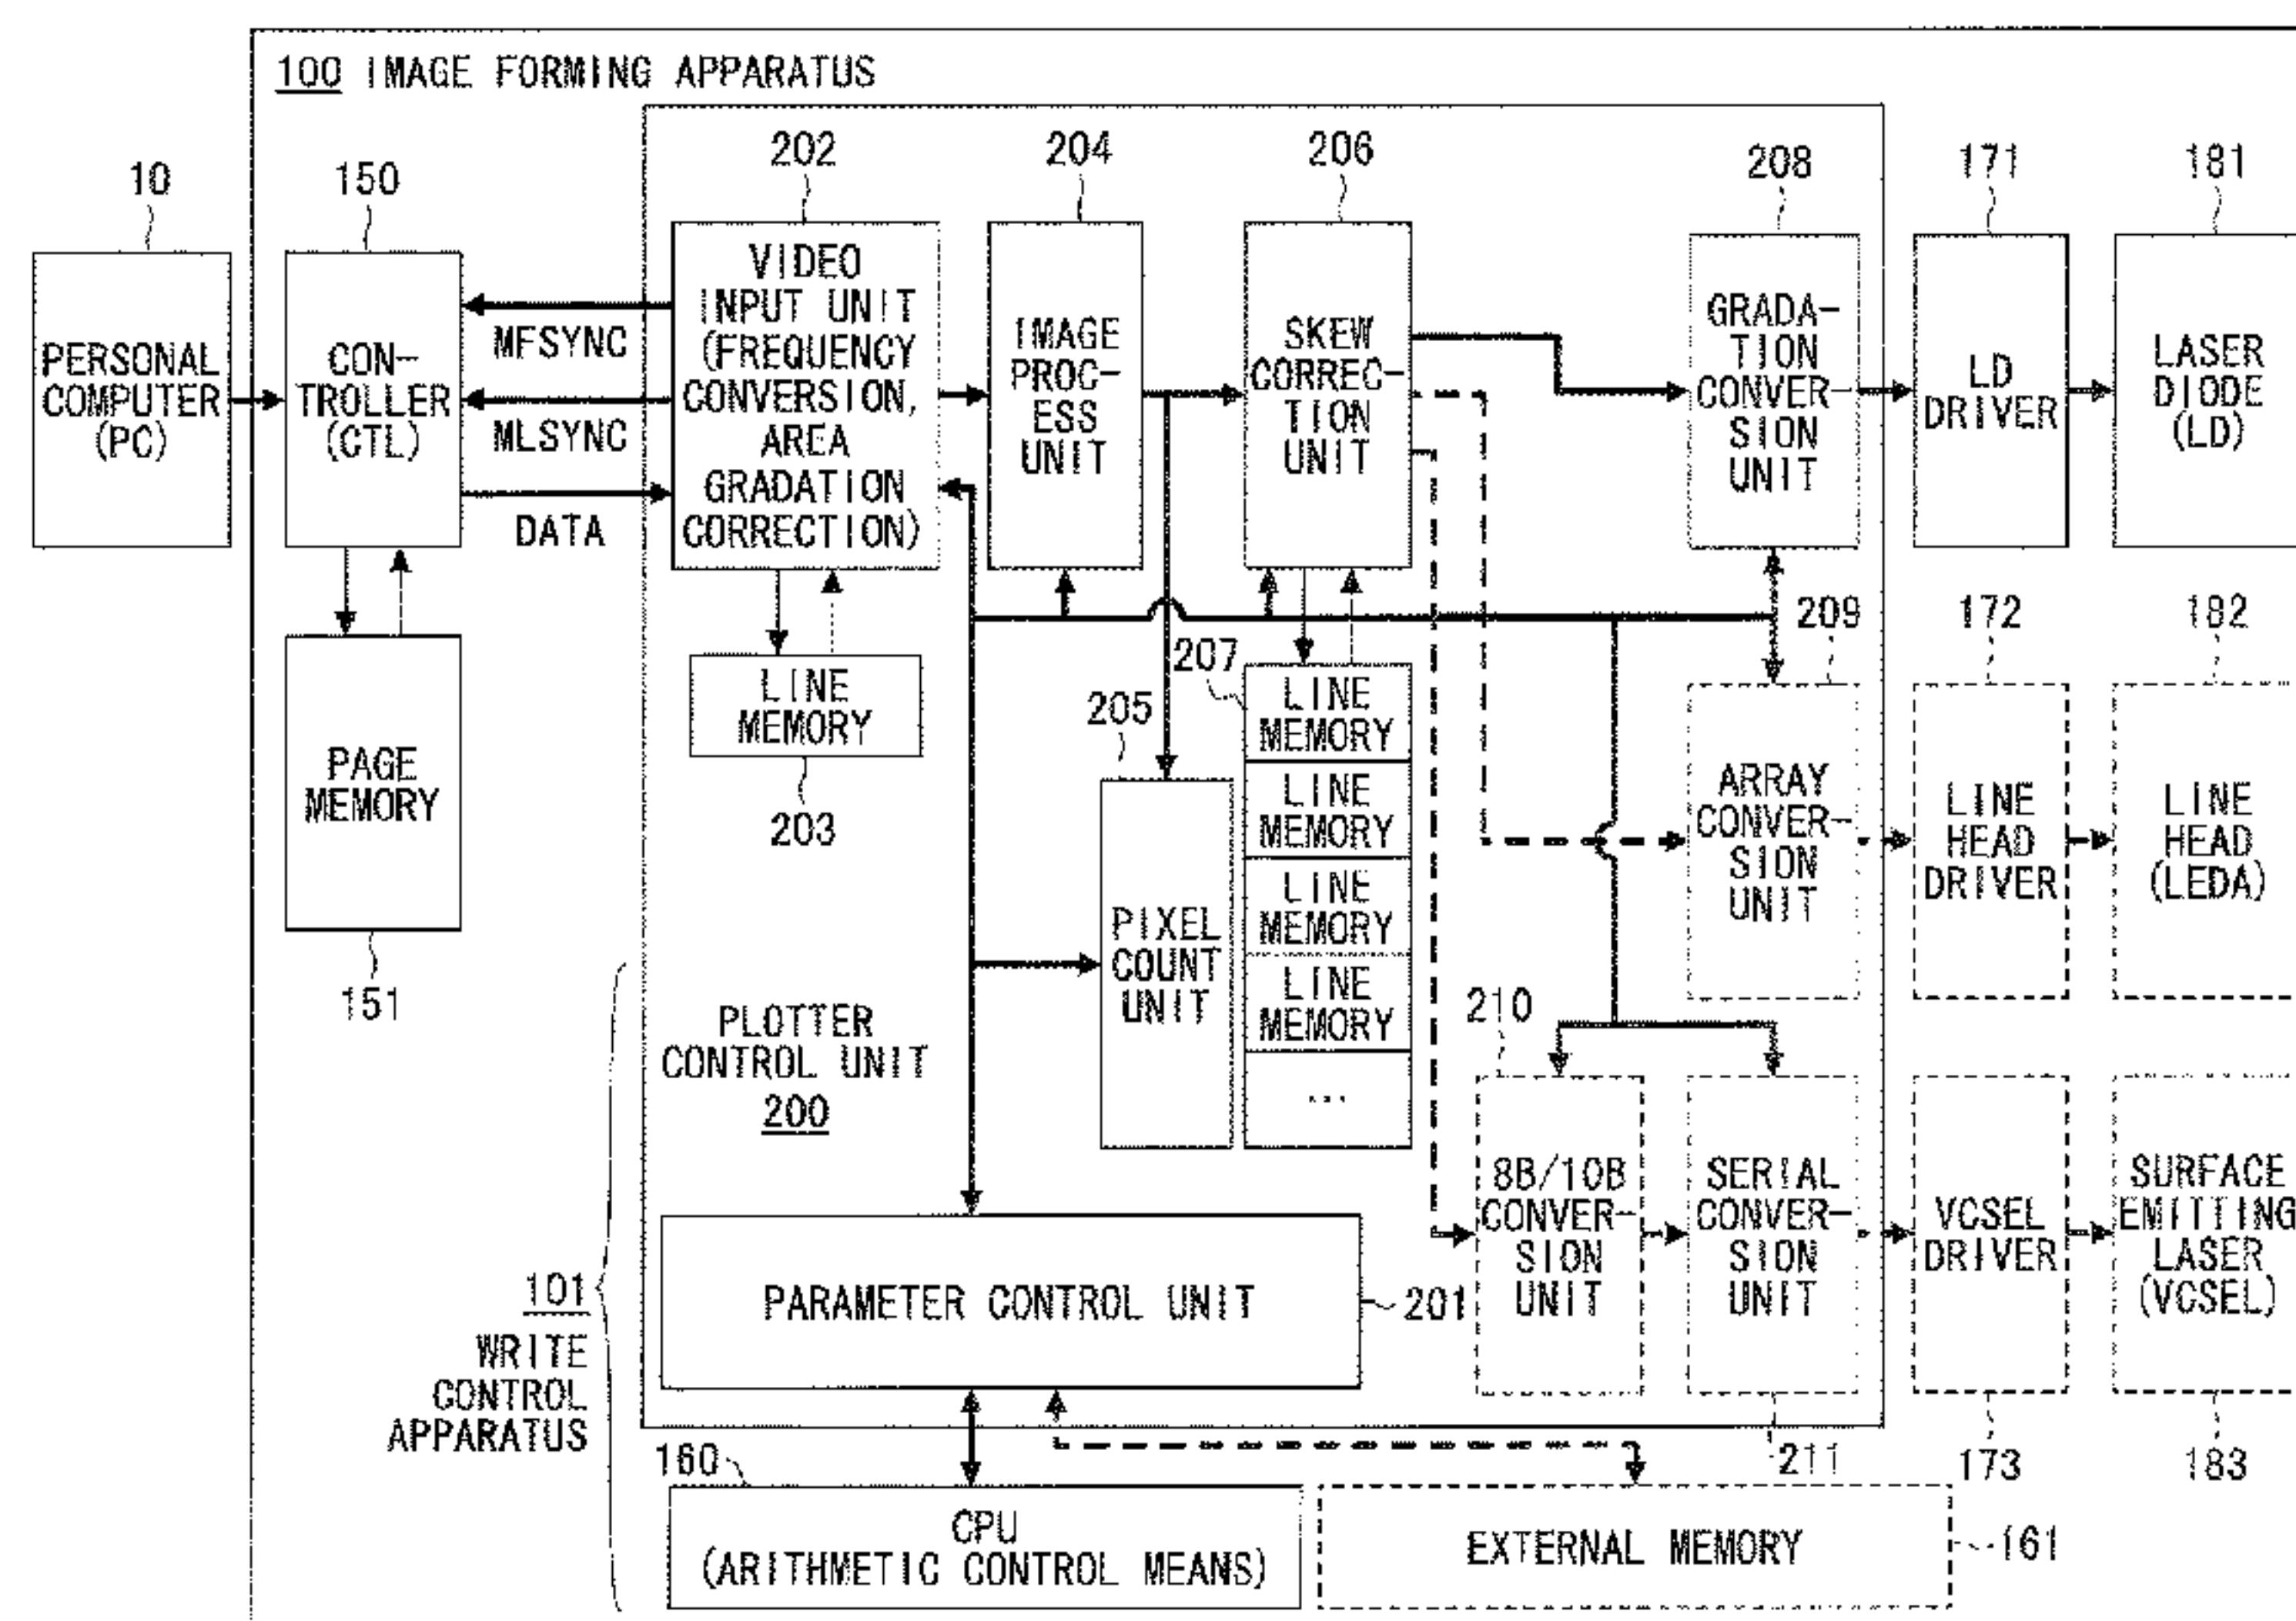 100 IMAGE FORMING APPARATUS
10
150
202
204
206
208
171
181
PERSONAL
COMPUTER
(PC)
CON-
TROLLER
(CTL)
MFSYNC
MLSYNC
DATA
VIDEO
INPUT UNIT
(FREQUENCY
CONVERSION,
AREA
GRADATION
CORRECTION)
IMAGE
PROC-
ESS
UNIT
SKEW
CORREC-
TION
UNIT
GRADA-
TION
CONVER-
SION
UNIT
LD
DRIVER
LASER
DIODE
(LD)
PAGE
MEMORY
151
LINE
MEMORY
203
205
PIXEL
COUNT
UNIT
207
LINE
MEMORY
LINE
MEMORY
LINE
MEMORY
LINE
MEMORY
...
209
ARRAY
CONVER-
SION
UNIT
172
LINE
HEAD
DRIVER
182
LINE
HEAD
(LEDA)
PLOTTER
CONTROL UNIT
200
210
8B/10B
CONVER-
SION
UNIT
SERIAL
CONVER-
SION
UNIT
211
VCSEL
DRIVER
173
SURFACE
EMITTING
LASER
(VCSEL)
183
101
WRITE
CONTROL
APPARATUS
PARAMETER CONTROL UNIT
201
160
CPU
(ARITHMETIC CONTROL MEANS)
EXTERNAL MEMORY
161